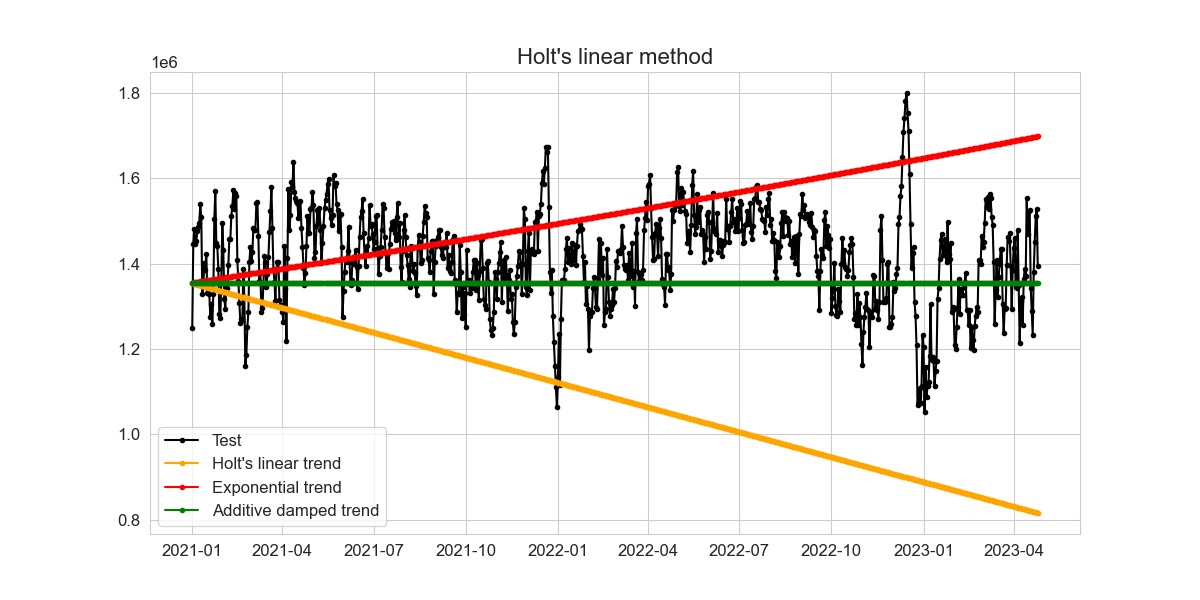 Holt's linear method
1e6
1.8
1.6
1.4
1.2
1.0
0.8
Test
Holt's linear trend
Exponential trend
Additive damped trend
2021-01 2021-04 2021-07 2021-10 2022-01 2022-04 2022-07 2022-10 2023-01 2023-04